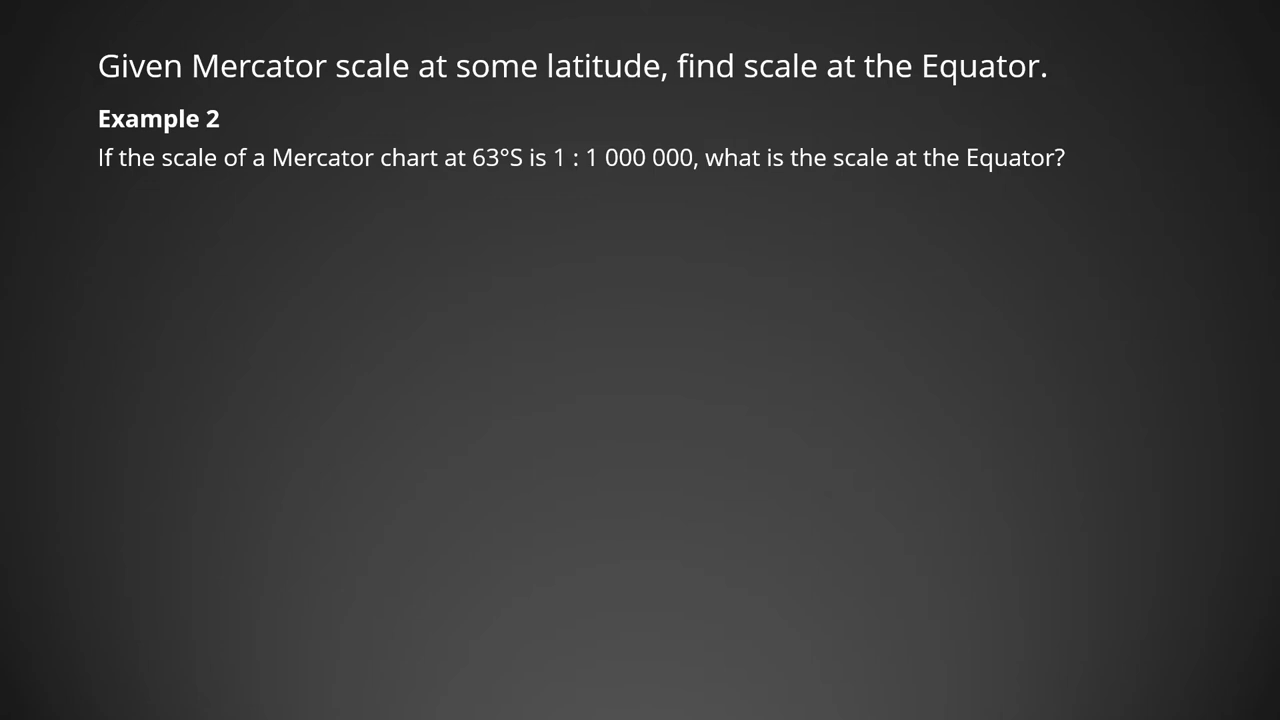 Given Mercator scale at some latitude, find scale at the Equator.
Example 2
If the scale of a Mercator chart at 63°S is 1 : 1 000 000, what is the scale at the Equator?